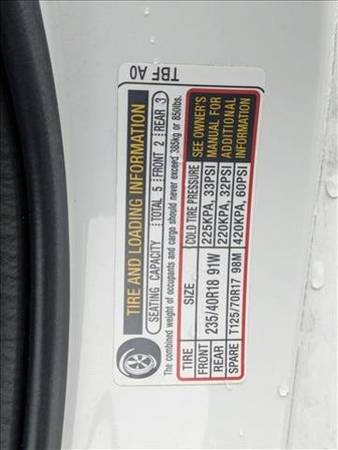 TBF A0
TIRE AND LOADING INFORMATION
SEATING CAPACITY TOTAL 5 FRONT 2 REAR 3
The combined weight of occupants and cargo should never exceed 385kg or 850lbs.
TIRE SIZE COLD TIRE PRESSURE
FRONT 235/40R18 91W 225KPA, 33PSI
REAR 220KPA, 32PSI
SPARE T125/70R17 98M 420KPA, 60PSI
SEE OWNER'S
MANUAL FOR
ADDITIONAL
INFORMATION